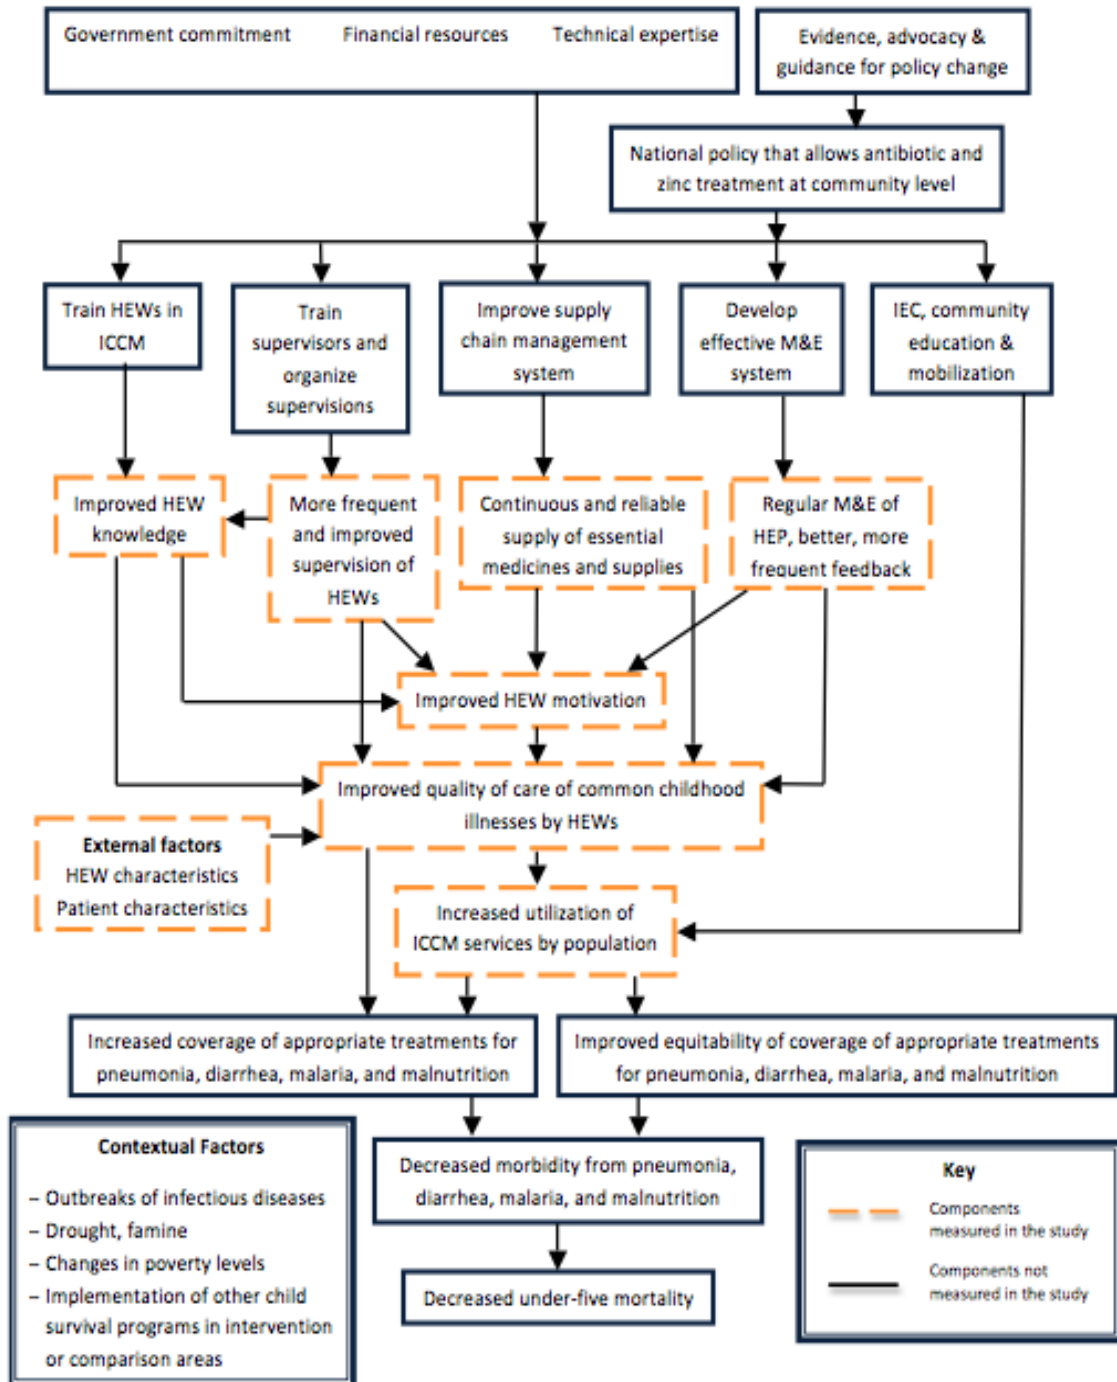 Government commitment Financial resources Technical expertise
Evidence, advocacy &
guidance for policy change
National policy that allows antibiotic and
zinc treatment at community level
Train HEWs in
ICCM
Train
supervisors and
organize
supervisions
Improve supply
chain management
system
Develop
effective M&E
system
IEC, community
education &
mobilization
Improved HEW
knowledge
More frequent
and improved
supervision of
HEWs
Continuous and reliable
supply of essential
medicines and supplies
Regular M&E of
HEP, better, more
frequent feedback
Improved HEW motivation
Improved quality of care of common childhood
illnesses by HEWs
External factors
HEW characteristics
Patient characteristics
Increased utilization of
ICCM services by population
Increased coverage of appropriate treatments for
pneumonia, diarrhea, malaria, and malnutrition
Improved equitability of coverage of appropriate treatments
for pneumonia, diarrhea, malaria, and malnutrition
Contextual Factors
– Outbreaks of infectious diseases
– Drought, famine
– Changes in poverty levels
– Implementation of other child
survival programs in intervention
or comparison areas
Decreased morbidity from pneumonia,
diarrhea, malaria, and malnutrition
Decreased under-five mortality
Key
Components
measured in the study
Components not
measured in the study